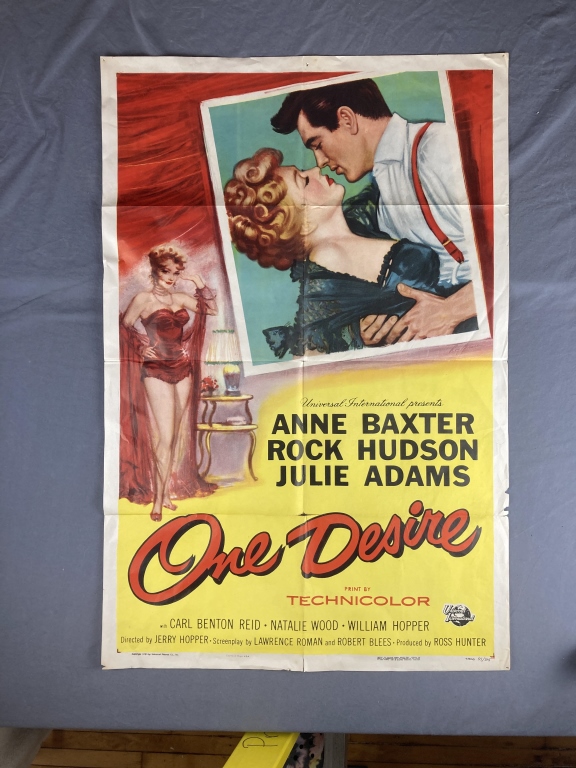 Universal International presents
ANNE BAXTER
ROCK HUDSON
JULIE ADAMS
One Desire
PRINT BY
TECHNICOLOR
with CARL BENTON REID • NATALIE WOOD • WILLIAM HOPPER
Directed by JERRY HOPPER • Screenplay by LAWRENCE ROMAN and ROBERT BLEES • Produced by ROSS HUNTER